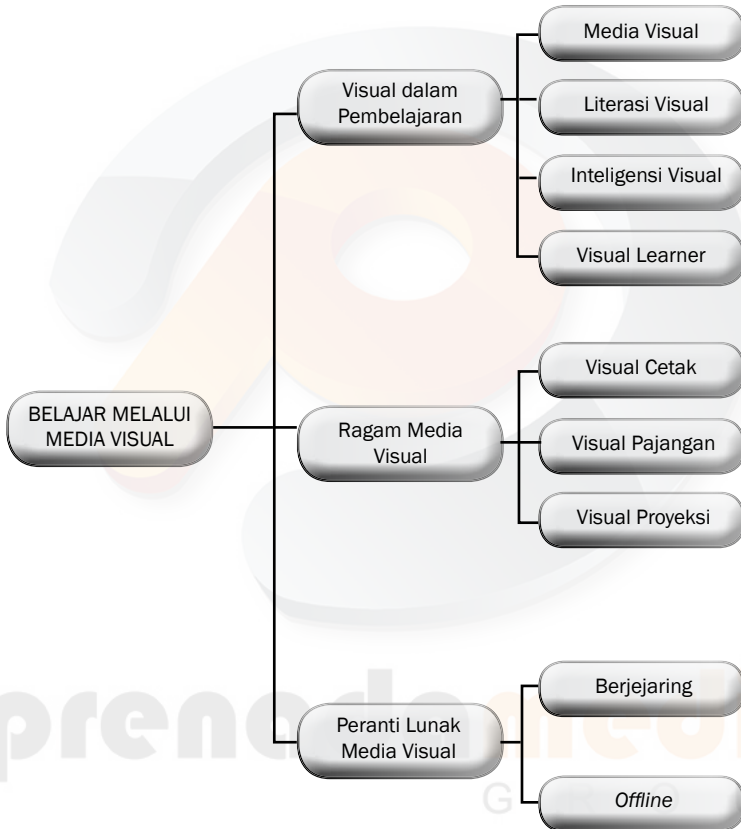 Media Visual
Visual dalam
Pembelajaran
Literasi Visual
Inteligensi Visual
Visual Learner
BELAJAR MELALUI
MEDIA VISUAL
Ragam Media
Visual
Visual Cetak
Visual Pajangan
Visual Proyeksi
Peranti Lunak
Media Visual
Berjejaring
Offline